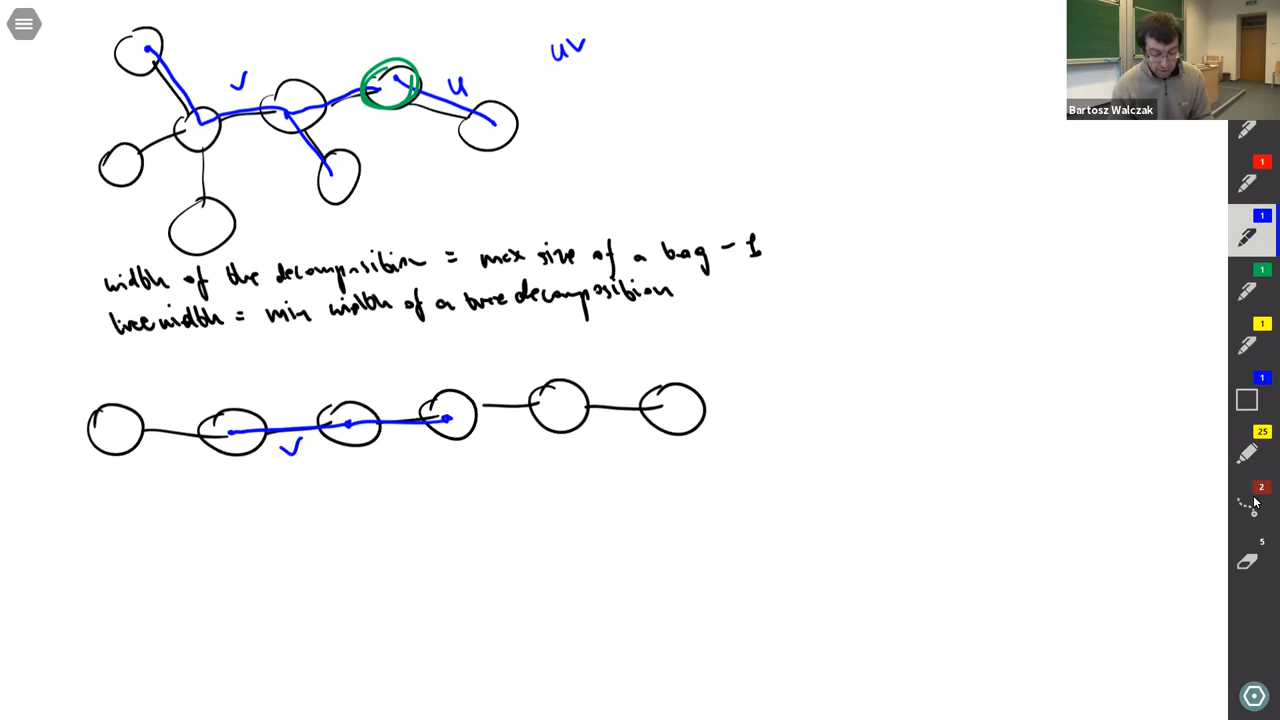 v
u
uv
Bartosz Walczak
width of the decomposition = max size of a bag - 1
treewidth = min width of a tree decomposition
v
1
1
1
1
1
25
2
5